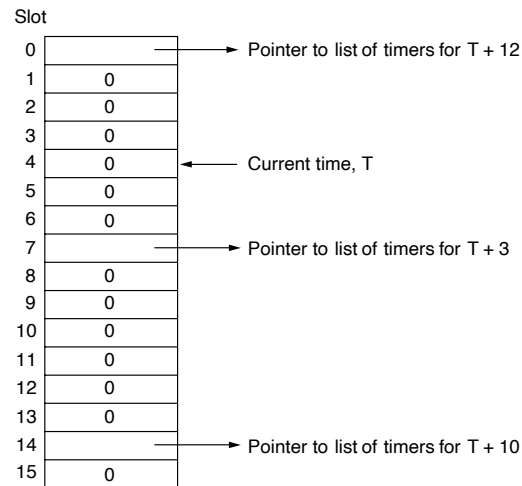 Slot
0 Pointer to list of timers for T + 12
1 0
2 0
3 0
4 0 Current time, T
5 0
6 0
7 Pointer to list of timers for T + 3
8 0
9 0
10 0
11 0
12 0
13 0
14 Pointer to list of timers for T + 10
15 0